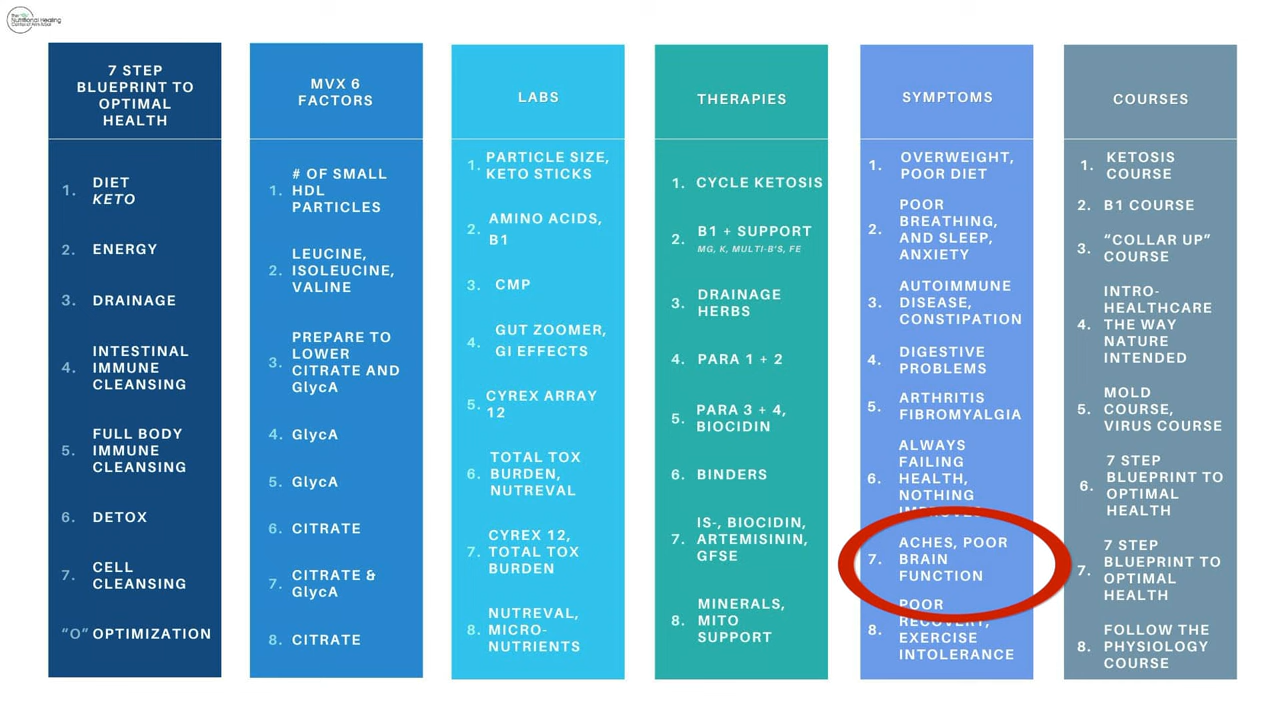 The
Nutritional Healing
Center of Ann Arbor
7 STEP
BLUEPRINT TO
OPTIMAL
HEALTH
1. DIET
KETO
2. ENERGY
3. DRAINAGE
4. INTESTINAL
IMMUNE
CLEANSING
5. FULL BODY
IMMUNE
CLEANSING
6. DETOX
7. CELL
CLEANSING
"O" OPTIMIZATION
MVX 6
FACTORS
1. # OF SMALL
HDL
PARTICLES
2. LEUCINE,
ISOLEUCINE,
VALINE
3. PREPARE TO
LOWER
CITRATE AND
GlycA
4. GlycA
5. GlycA
6. CITRATE
7. CITRATE &
GlycA
8. CITRATE
LABS
1. PARTICLE SIZE,
KETO STICKS
2. AMINO ACIDS,
B1
3. CMP
4. GUT ZOOMER,
GI EFFECTS
5. CYREX ARRAY
12
6. TOTAL TOX
BURDEN,
NUTREVAL
7. CYREX 12,
TOTAL TOX
BURDEN
8. NUTREVAL,
MICRO-
NUTRIENTS
THERAPIES
1. CYCLE KETOSIS
2. B1 + SUPPORT
MG, K, MULTI-B'S, FE
3. DRAINAGE
HERBS
4. PARA 1 + 2
5. PARA 3 + 4,
BIOCIDIN
6. BINDERS
7. IS-, BIOCIDIN,
ARTEMISININ,
GFSE
8. MINERALS,
MITO
SUPPORT
SYMPTOMS
1. OVERWEIGHT,
POOR DIET
2. POOR
BREATHING,
AND SLEEP,
ANXIETY
3. AUTOIMMUNE
DISEASE,
CONSTIPATION
4. DIGESTIVE
PROBLEMS
5. ARTHRITIS
FIBROMYALGIA
6. ALWAYS
FAILING
HEALTH,
NOTHING
IMPROVES
7. ACHES, POOR
BRAIN
FUNCTION
8. POOR
RECOVERY,
EXERCISE
INTOLERANCE
COURSES
1. KETOSIS
COURSE
2. B1 COURSE
3. "COLLAR UP"
COURSE
4. INTRO-
HEALTHCARE
THE WAY
NATURE
INTENDED
5. MOLD
COURSE,
VIRUS COURSE
6. 7 STEP
BLUEPRINT TO
OPTIMAL
HEALTH
7. 7 STEP
BLUEPRINT TO
OPTIMAL
HEALTH
8. FOLLOW THE
PHYSIOLOGY
COURSE